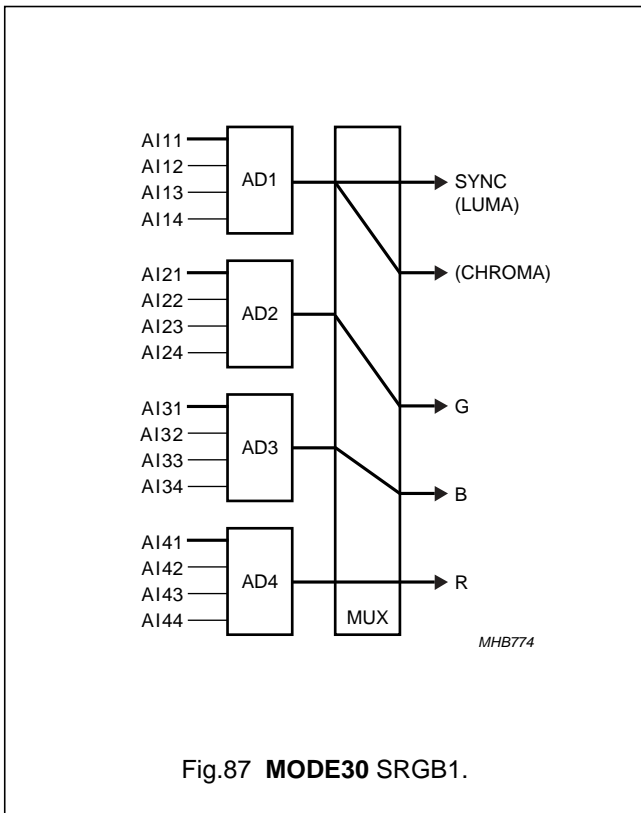 AI11
AI12
AI13
AI14
AD1
SYNC
(LUMA)
(CHROMA)
AI21
AI22
AI23
AI24
AD2
G
AI31
AI32
AI33
AI34
AD3
B
AI41
AI42
AI43
AI44
AD4
R
MUX
MHB774
Fig.87 MODE30 SRGB1.